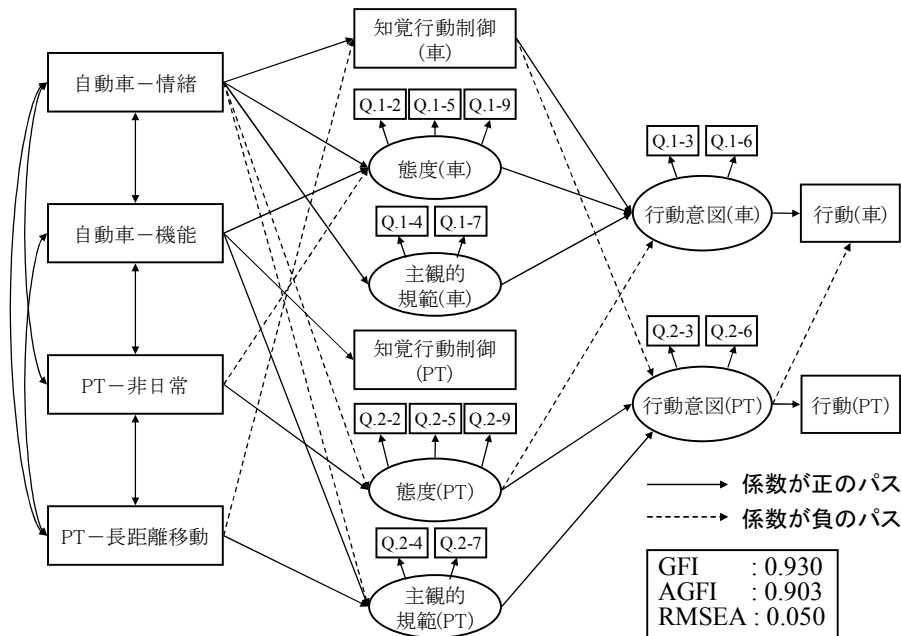 知覚行動制御
(車)
自動車－情緒
Q.1-2 Q.1-5 Q.1-9
態度(車)
Q.1-3 Q.1-6
行動意図(車)
行動(車)
自動車－機能
Q.1-4 Q.1-7
主観的
規範(車)
知覚行動制御
(PT)
Q.2-3 Q.2-6
行動意図(PT)
行動(PT)
PT－非日常
Q.2-2 Q.2-5 Q.2-9
態度(PT)
PT－長距離移動
Q.2-4 Q.2-7
主観的
規範(PT)
係数が正のパス
係数が負のパス
GFI : 0.930
AGFI : 0.903
RMSEA : 0.050